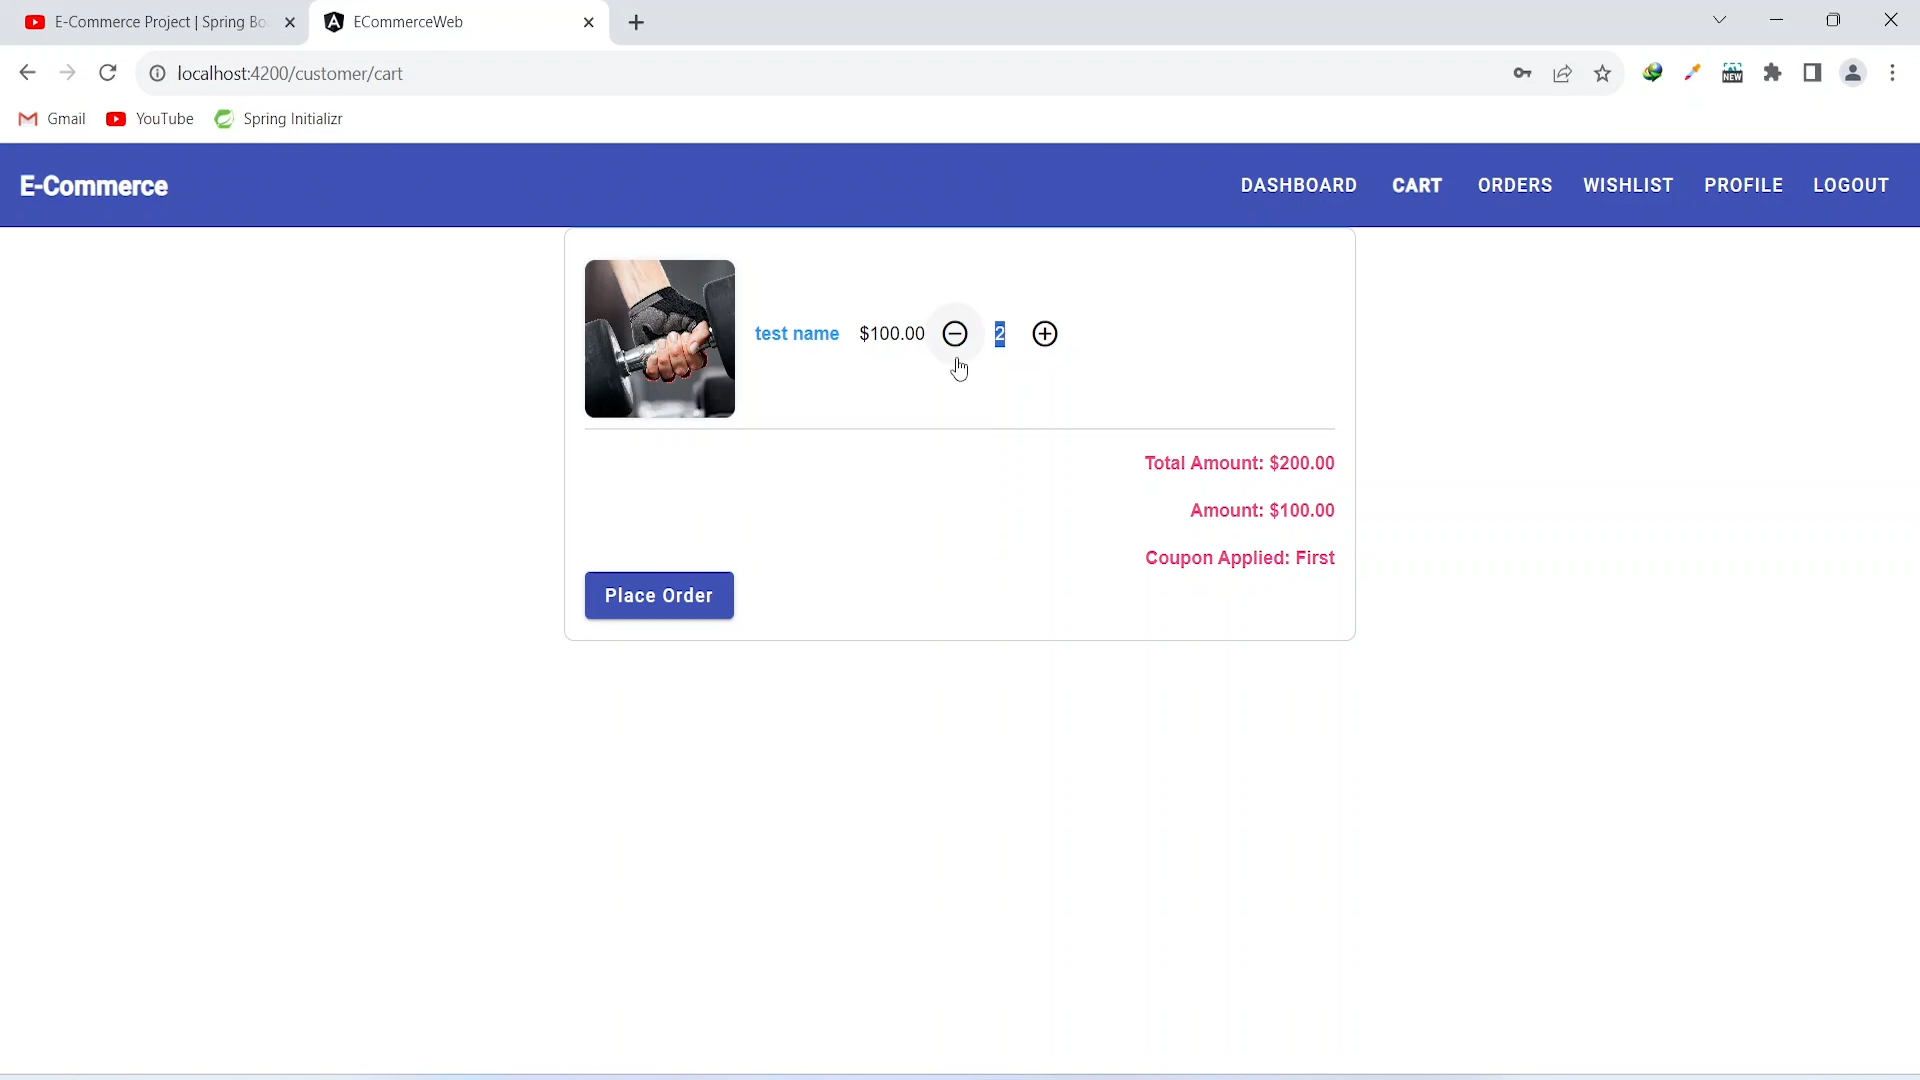 E-Commerce Project | Spring Bo
ECommerceWeb
localhost:4200/customer/cart
NEW
Gmail
YouTube
Spring Initializr
E-Commerce
DASHBOARD
CART
ORDERS
WISHLIST
PROFILE
LOGOUT
test name
$100.00
2
Total Amount: $200.00
Amount: $100.00
Coupon Applied: First
Place Order